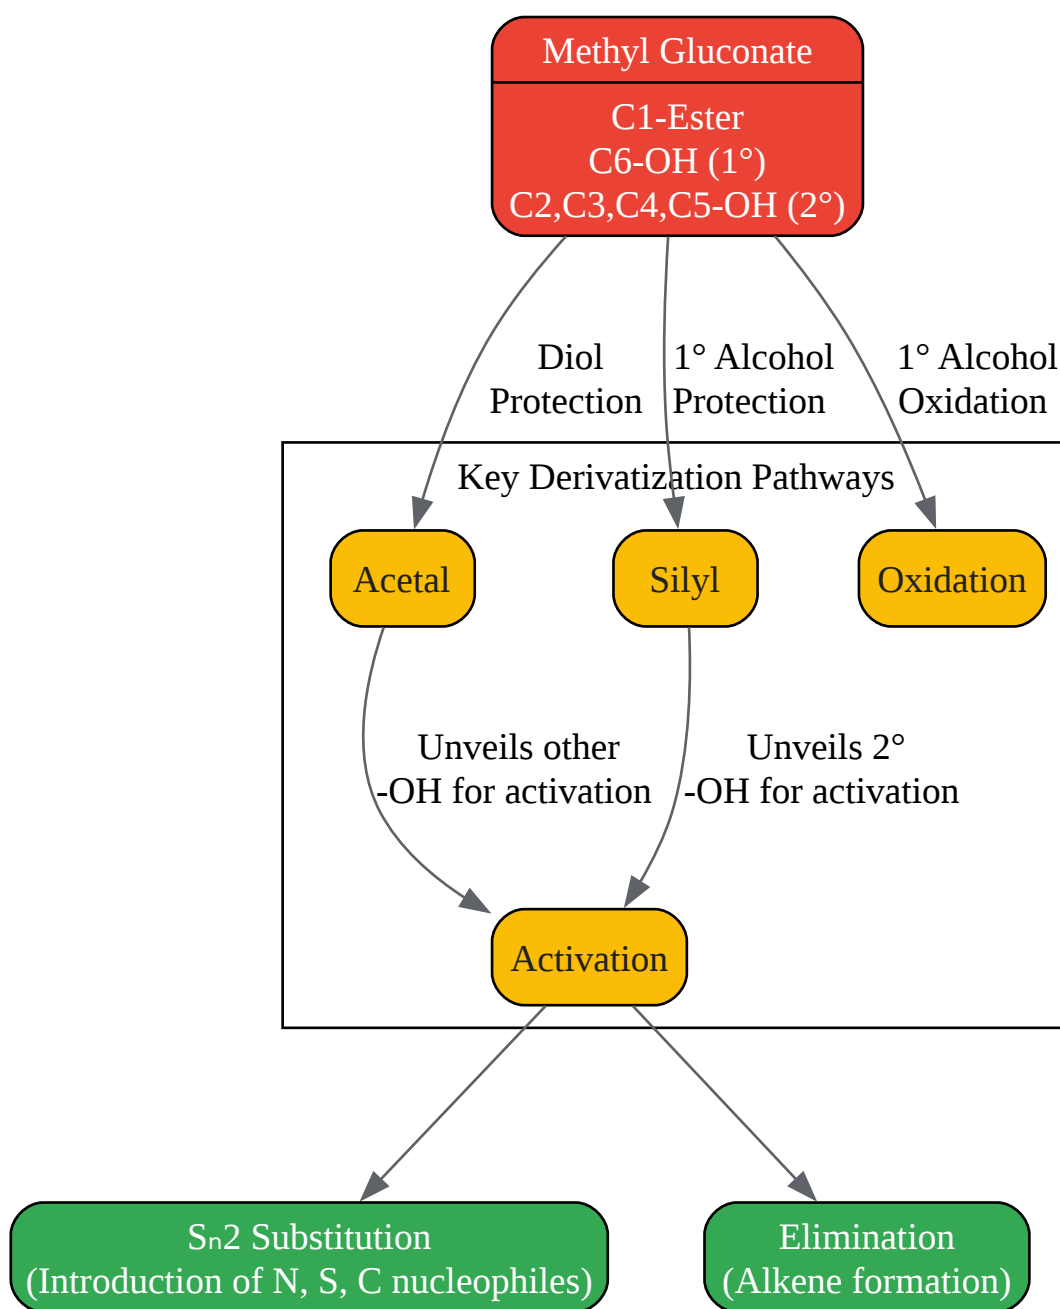 Methyl Gluconate
C1-Ester
C6-OH (1°)
C2,C3,C4,C5-OH (2°)
Diol
Protection
1° Alcohol
Protection
1° Alcohol
Oxidation
Key Derivatization Pathways
Acetal
Silyl
Oxidation
Unveils other
-OH for activation
Unveils 2°
-OH for activation
Activation
Sₙ2 Substitution
(Introduction of N, S, C nucleophiles)
Elimination
(Alkene formation)